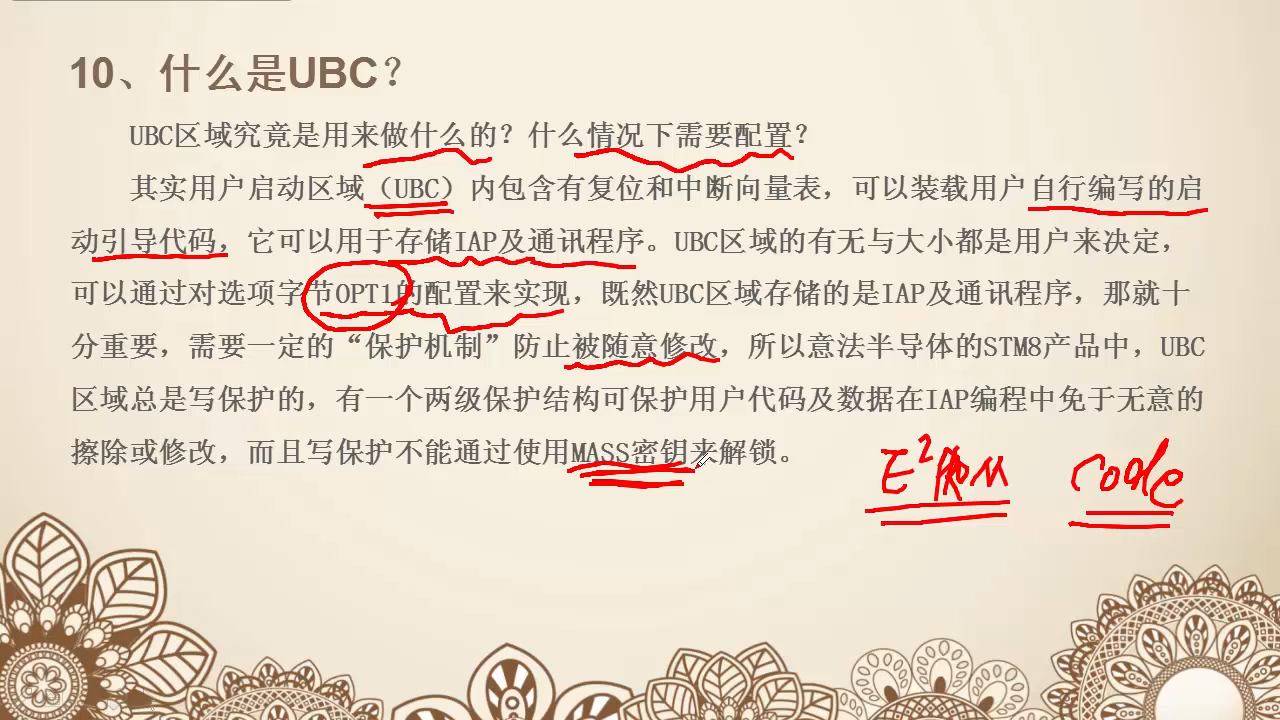 10、什么是UBC？
UBC区域究竟是用来做什么的？什么情况下需要配置？
其实用户启动区域（UBC）内包含有复位和中断向量表，可以装载用户自行编写的启
动引导代码，它可以用于存储IAP及通讯程序。UBC区域的有无与大小都是用户来决定，
可以通过对选项字节OPT1的配置来实现，既然UBC区域存储的是IAP及通讯程序，那就十
分重要，需要一定的“保护机制”防止被随意修改，所以意法半导体的STM8产品中，UBC
区域总是写保护的，有一个两级保护结构可保护用户代码及数据在IAP编程中免于无意的
擦除或修改，而且写保护不能通过使用MASS密钥来解锁。
code